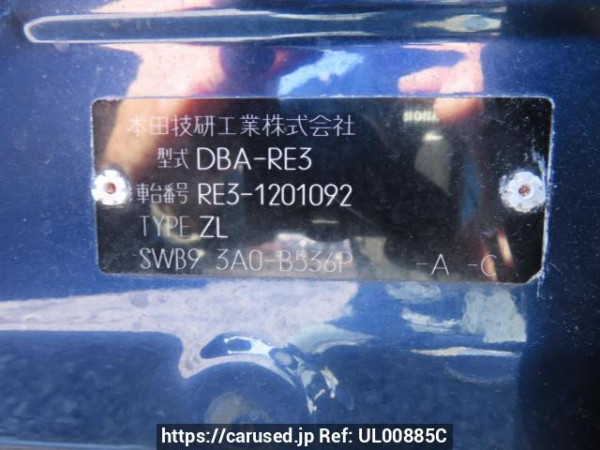 本田技研工業株式会社
型式 DBA-RE3
車台番号 RE3-1201092
TYPE ZL
SWB9 3A0-B536P -A -C
https://carused.jp Ref: UL00885C